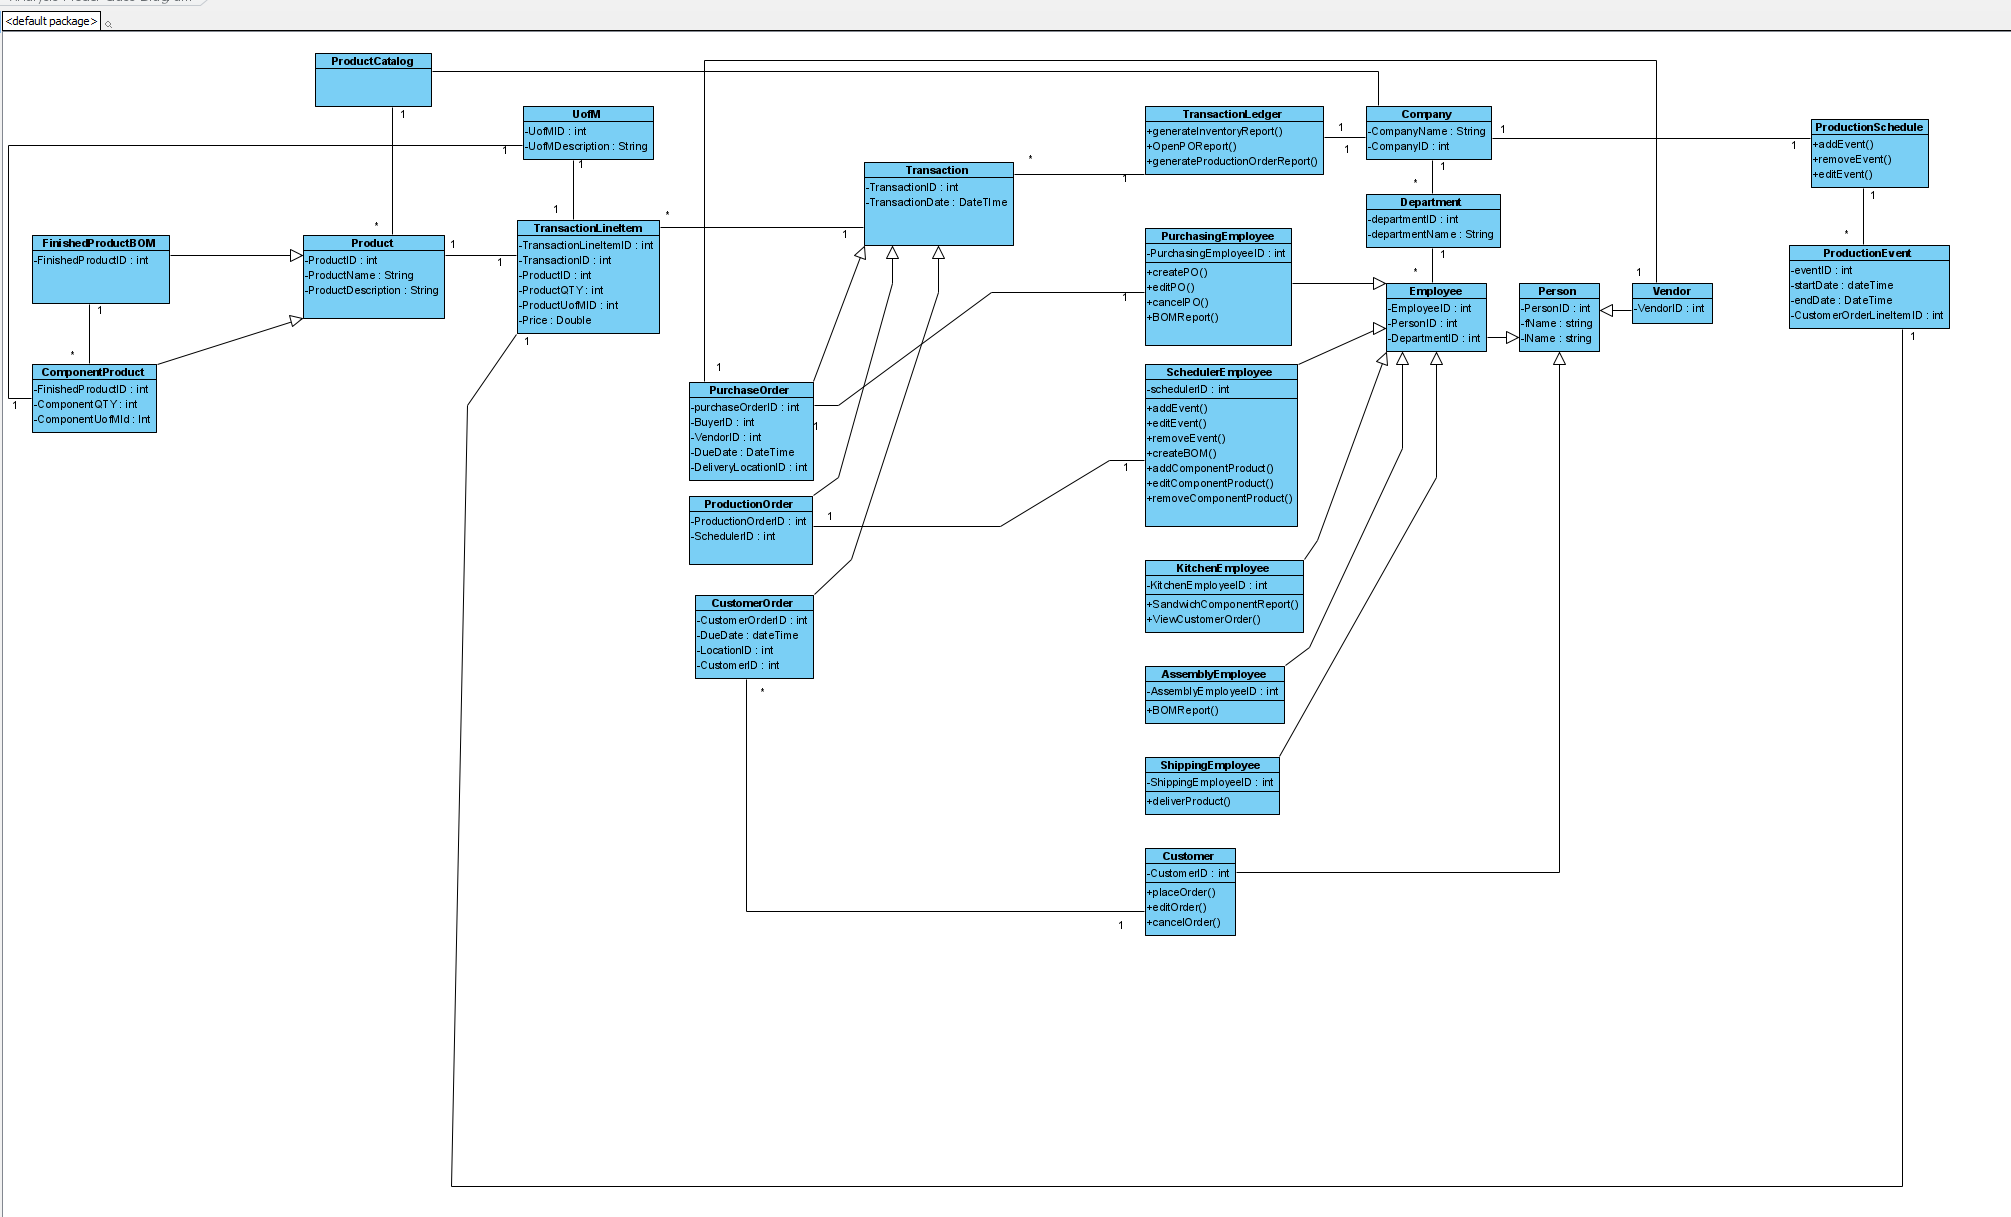 <default package>
ProductCatalog
1
*
UofM
-UofMID : int
-UofMDescription : String
1
1
1
FinishedProductBOM
-FinishedProductID : int
1
*
Product
-ProductID : int
-ProductName : String
-ProductDescription : String
1
1
TransactionLineItem
-TransactionLineItemID : int
-TransactionID : int
-ProductID : int
-ProductQTY : int
-ProductUofMID : int
-Price : Double
1
*
1
ComponentProduct
-FinishedProductID : int
-ComponentQTY : int
-ComponentUofMId : Int
1
Transaction
-TransactionID : int
-TransactionDate : DateTIme
*
1
TransactionLedger
+generateInventoryReport()
+OpenPOReport()
+generateProductionOrderReport()
1
1
Company
-CompanyName : String
-CompanyID : int
1
1
1
*
ProductionSchedule
+addEvent()
+removeEvent()
+editEvent()
1
*
Department
-departmentID : int
-departmentName : String
1
*
PurchasingEmployee
-PurchasingEmployeeID : int
+createPO()
+editPO()
+cancelPO()
+BOMReport()
1
Employee
-EmployeeID : int
-PersonID : int
-DepartmentID : int
Person
-PersonID : int
-fName : string
-lName : string
1
Vendor
-VendorID : int
ProductionEvent
-eventID : int
-startDate : dateTime
-endDate : DateTime
-CustomerOrderLineItemID : int
1
1
PurchaseOrder
-purchaseOrderID : int
-BuyerID : int
-VendorID : int
-DueDate : DateTime
-DeliveryLocationID : int
1
SchedulerEmployee
-schedulerID : int
+addEvent()
+editEvent()
+removeEvent()
+createBOM()
+addComponentProduct()
+editComponentProduct()
+removeComponentProduct()
1
ProductionOrder
-ProductionOrderID : int
-SchedulerID : int
1
KitchenEmployee
-KitchenEmployeeID : int
+SandwichComponentReport()
+ViewCustomerOrder()
CustomerOrder
-CustomerOrderID : int
-DueDate : dateTime
-LocationID : int
-CustomerID : int
*
AssemblyEmployee
-AssemblyEmployeeID : int
+BOMReport()
ShippingEmployee
-ShippingEmployeeID : int
+deliverProduct()
Customer
-CustomerID : int
+placeOrder()
+editOrder()
+cancelOrder()
1